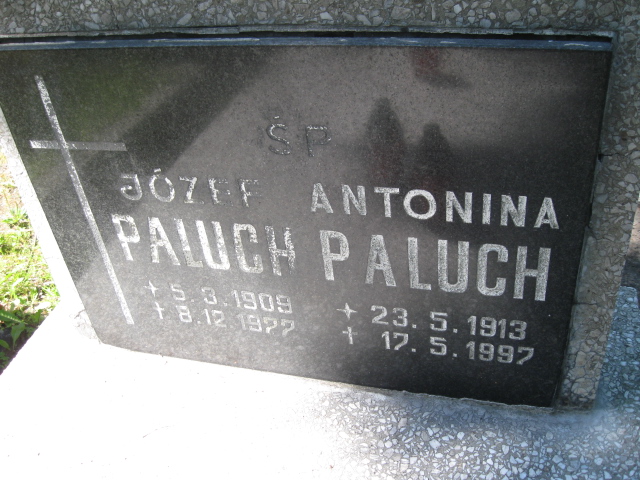 ŚP
JÓZEF
PALUCH
5.3.1909
8.12.1977
ANTONINA
PALUCH
23.5.1913
17.5.1997